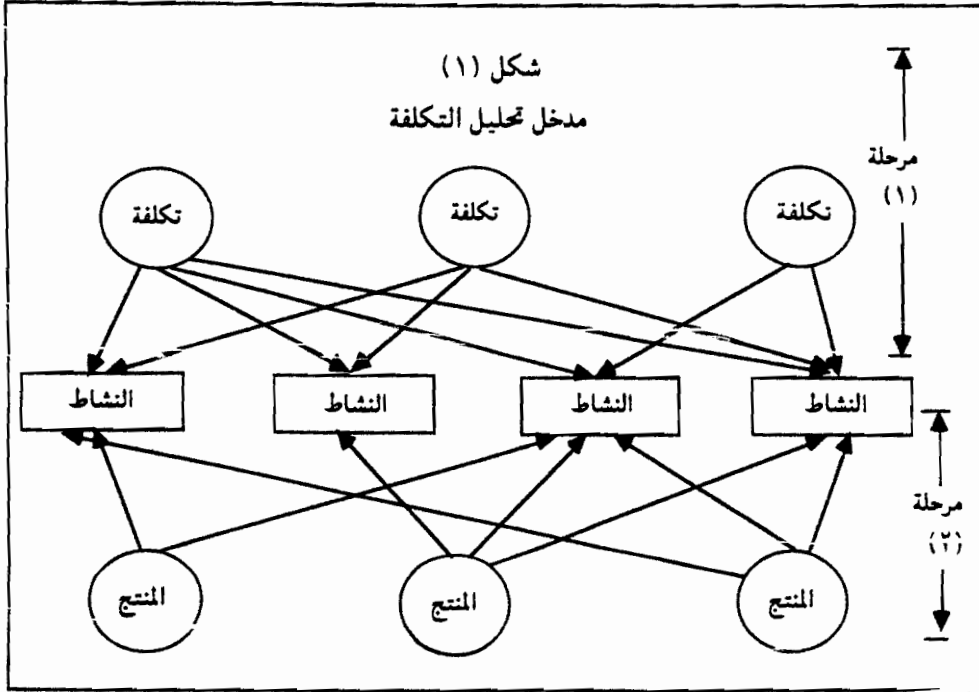 شكل (١)
مدخل تحليل التكلفة
مرحلة
(١)
تكلفة
تكلفة
تكلفة
النشاط
النشاط
النشاط
النشاط
مرحلة
(٢)
المنتج
المنتج
المنتج